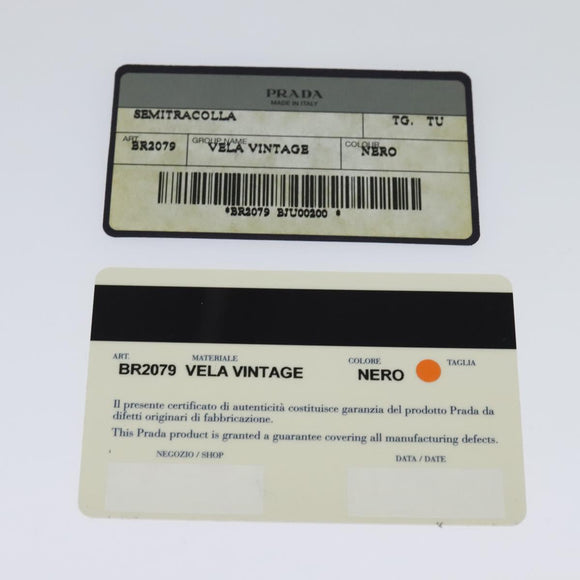 PRADA
MADE IN ITALY
SEMITRACOLLA TG. TU
ART. GROUP NAME COLOUR
BR2079 VELA VINTAGE NERO
*BR2079 BJU00200 *
ART. MATERIALE COLORE TAGLIA
BR2079 VELA VINTAGE NERO
Il presente certificato di autenticità costituisce garanzia del prodotto Prada da
difetti originari di fabbricazione.
This Prada product is granted a guarantee covering all manufacturing defects.
NEGOZIO / SHOP DATA / DATE